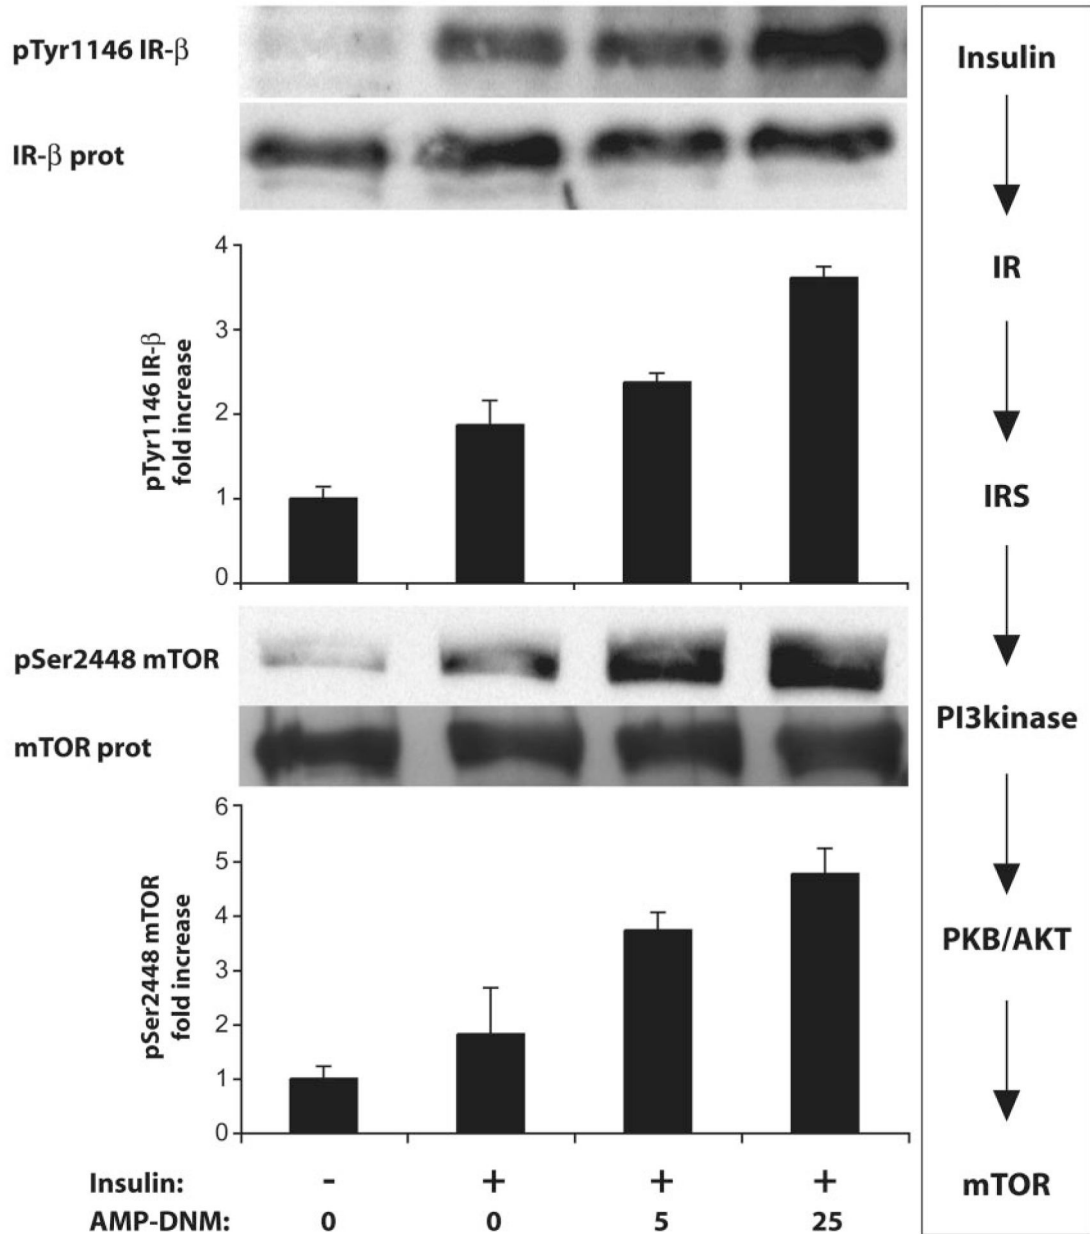 pTyr1146 IR-β
IR-β prot
pTyr1146 IR-β
fold increase
4
3
2
1
0
pSer2448 mTOR
mTOR prot
pSer2448 mTOR
fold increase
6
5
4
3
2
1
0
Insulin: - + + +
AMP-DNM: 0 0 5 25
Insulin
IR
IRS
PI3kinase
PKB/AKT
mTOR